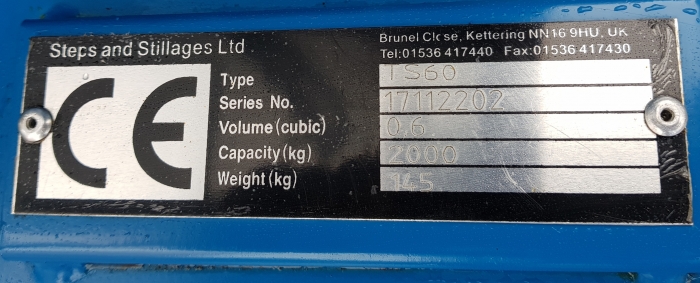 Steps and Stillages Ltd
Brunel Close, Kettering NN16 9HU, UK
Tel:01536 417440 Fax:01536 417430
CE
Type TS60
Series No. 17112202
Volume (cubic) 0,6
Capacity(kg) 2000
Weight (kg) 145